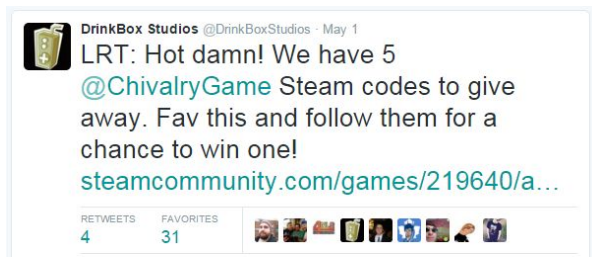 DrinkBox Studios @DrinkBoxStudios · May 1
LRT: Hot damn! We have 5
@ChivalryGame Steam codes to give
away. Fav this and follow them for a
chance to win one!
steamcommunity.com/games/219640/a...
RETWEETS FAVORITES
4 31